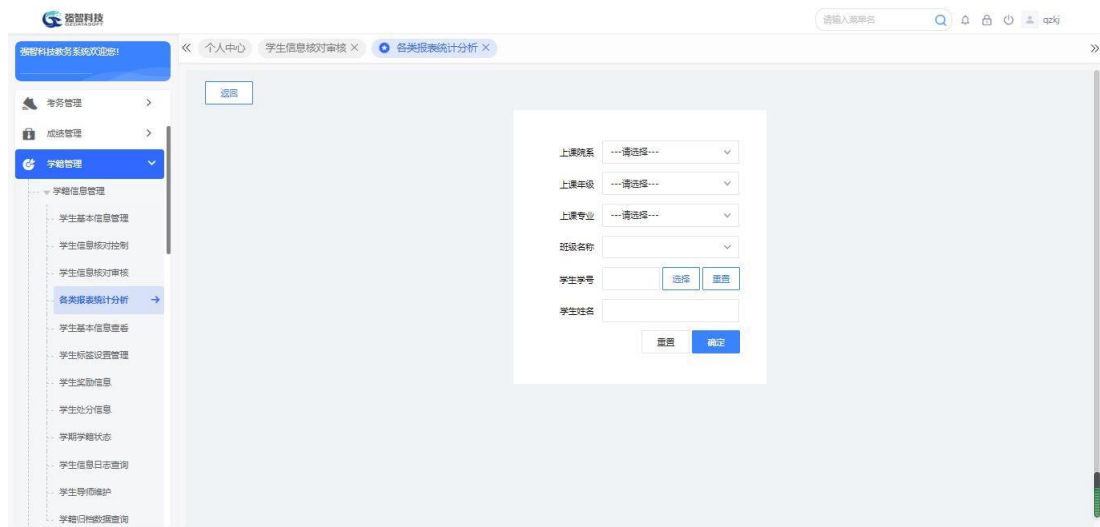 强智科技
QZDATASOFT
请输入菜单名
qzkj
强智科技教务系统欢迎您!
个人中心 学生信息核对审核 × 各类报表统计分析 ×
返回
考务管理
成绩管理
学籍管理
学籍信息管理
学生基本信息管理
学生信息核对控制
学生信息核对审核
各类报表统计分析
学生基本信息查看
学生标签设置管理
学生奖励信息
学生处分信息
学期学籍状态
学生信息日志查询
学生导师维护
学籍归档数据查询
上课院系 ---请选择---
上课年级 ---请选择---
上课专业 ---请选择---
班级名称
学生学号 选择 重置
学生姓名
重置 确定